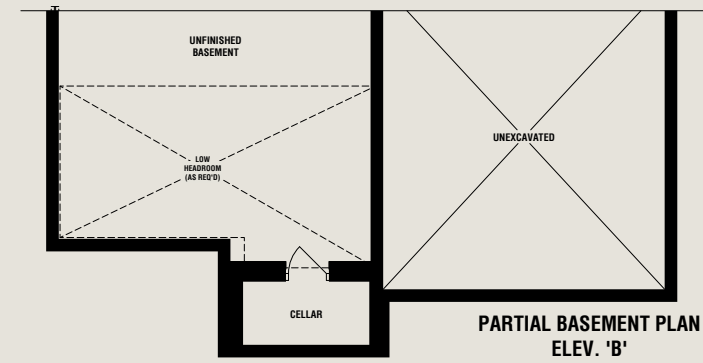 UNFINISHED
BASEMENT
UNEXCAVATED
LOW
HEADROOM
(AS REQ'D)
CELLAR
PARTIAL BASEMENT PLAN
ELEV. 'B'